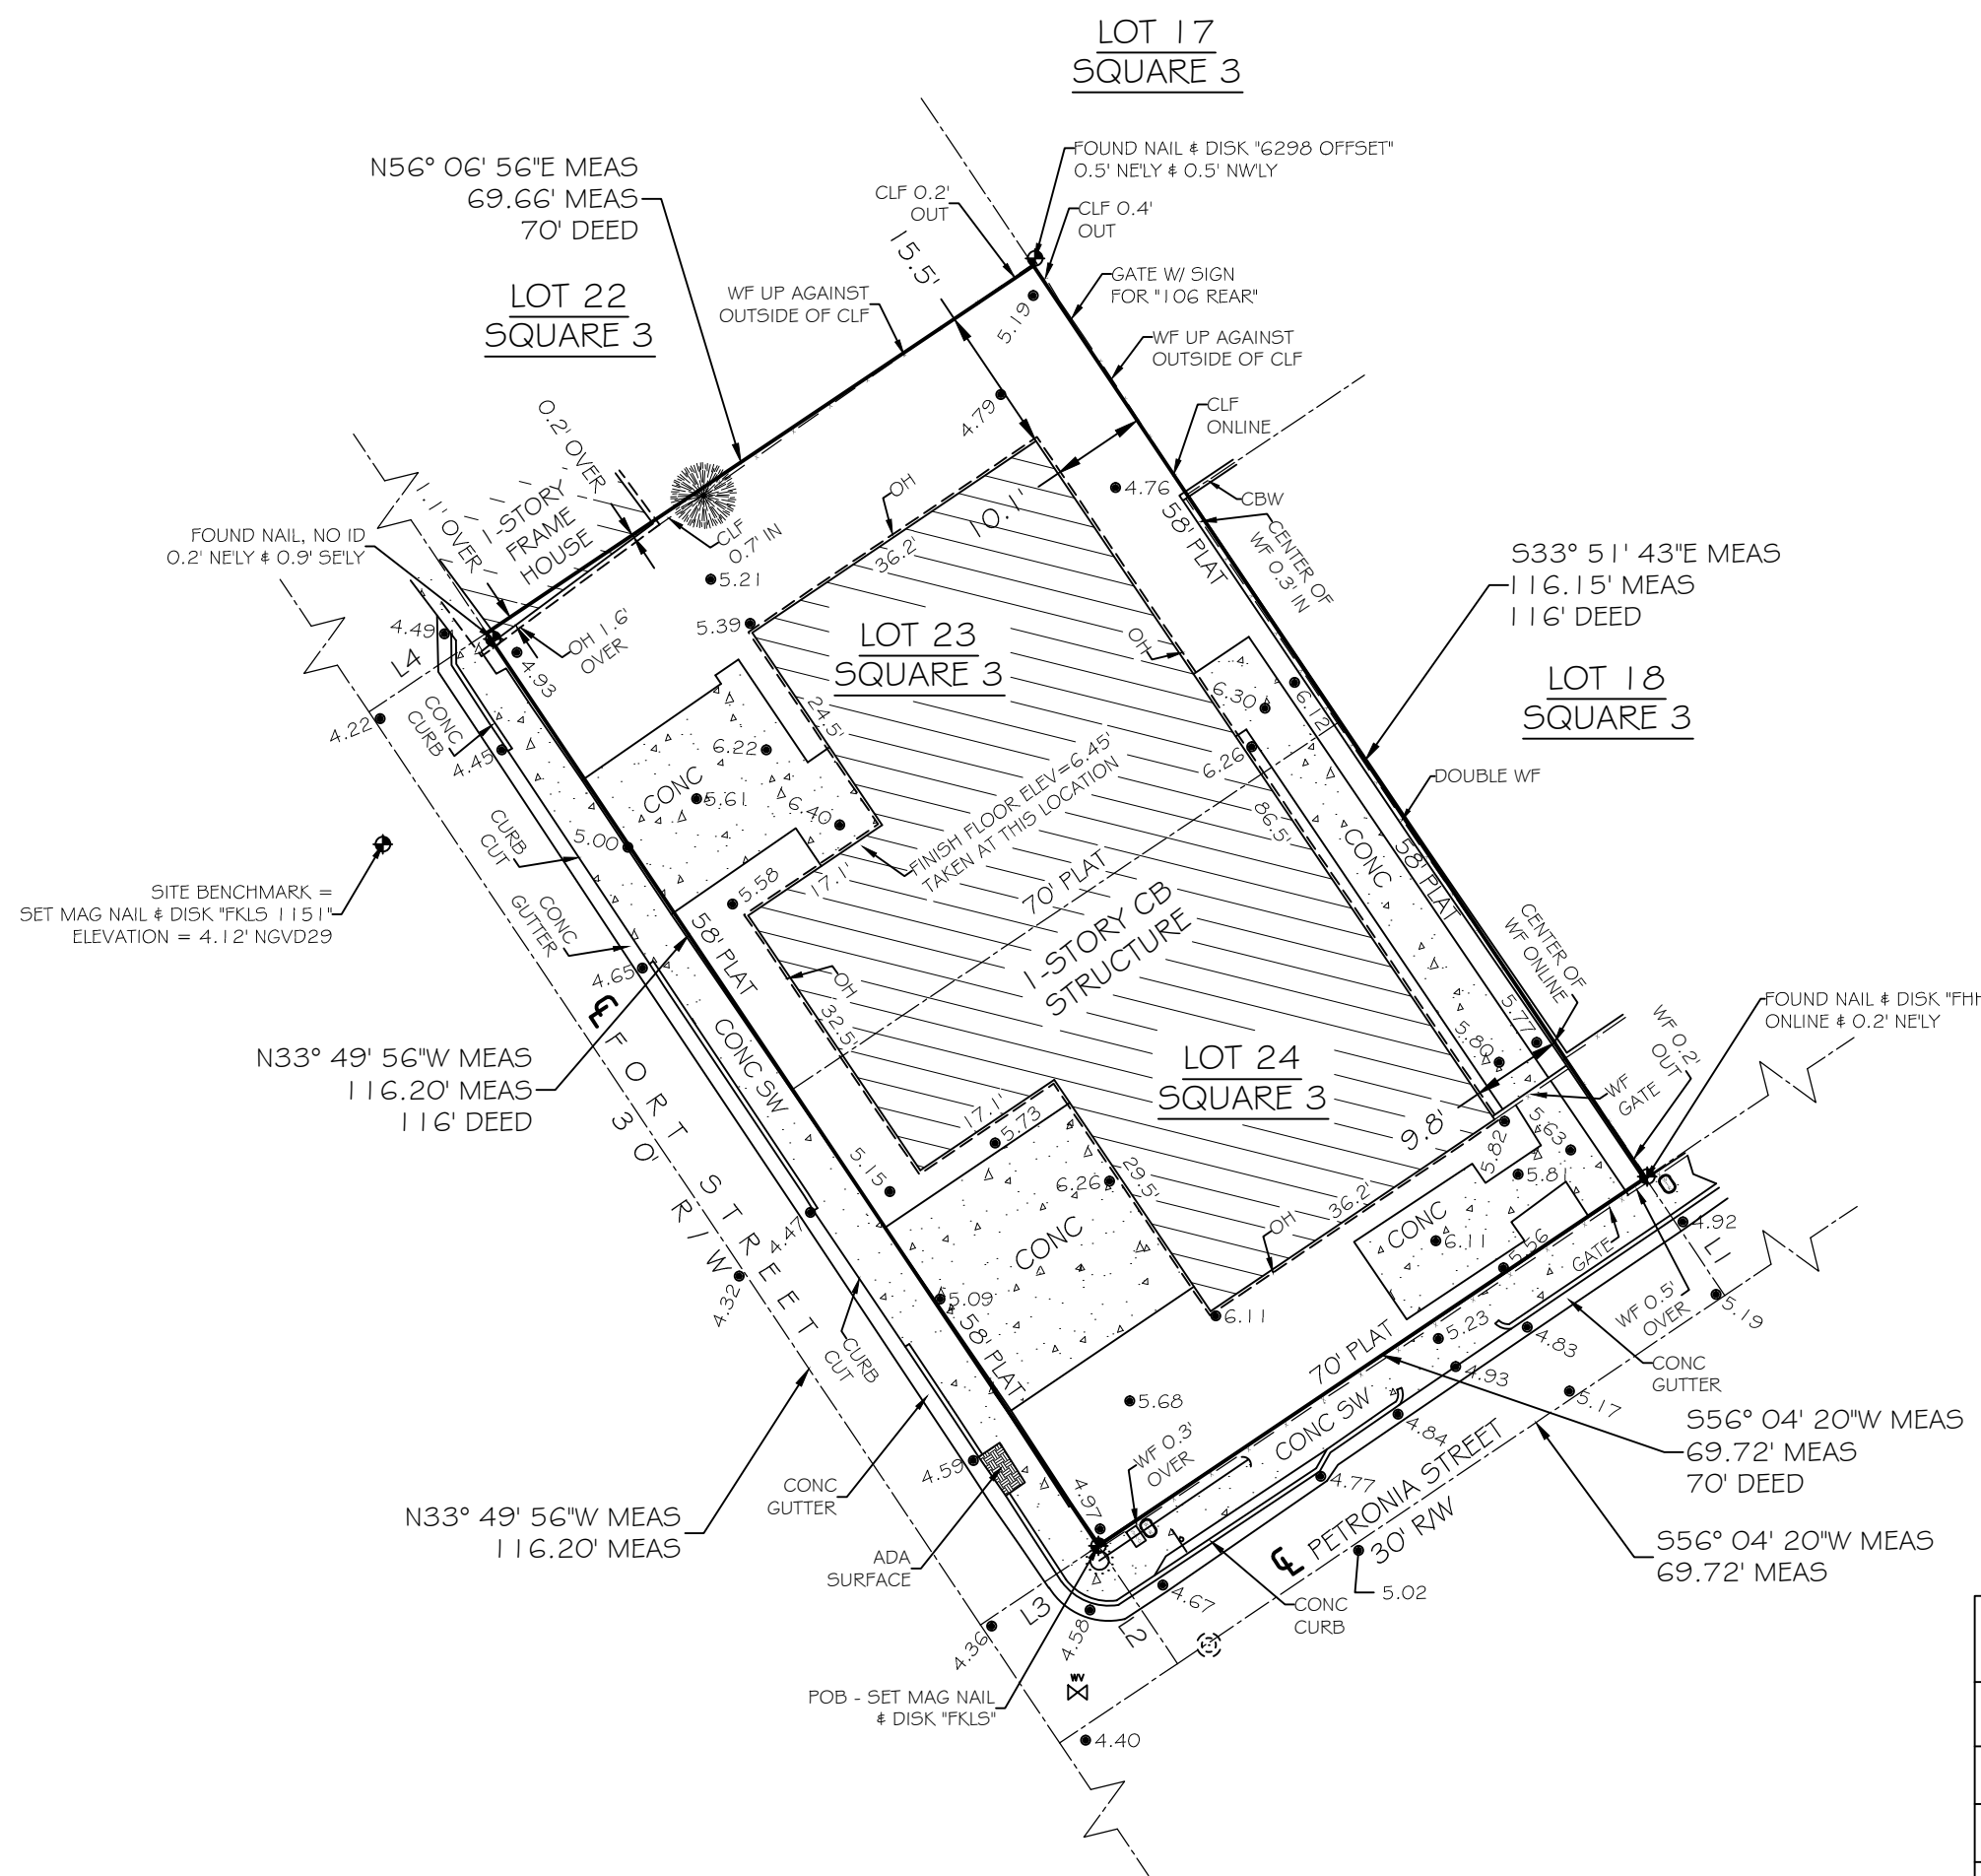 LOT 17
SQUARE 3
FOUND NAIL & DISK "6298 OFFSET"
0.5' NE'LY & 0.5' NW'LY
N56° 06' 56"E MEAS
69.66' MEAS
70' DEED
CLF 0.2'
OUT
CLF 0.4'
OUT
15.5'
GATE W/ SIGN
FOR "106 REAR"
LOT 22
SQUARE 3
WF UP AGAINST
OUTSIDE OF CLF
5.19
WF UP AGAINST
OUTSIDE OF CLF
4.79
CLF
ONLINE
0.2' OVER
1.1' OVER
1-STORY
FRAME
HOUSE
OH
4.76
CBW
10.1'
58' PLAT
CENTER OF
WF 0.3' IN
FOUND NAIL, NO ID
0.2' NE'LY & 0.9' SE'LY
CLF
0.7' IN
36.2'
5.21
S33° 51' 43"E MEAS
116.15' MEAS
116' DEED
4.49
OH 1.6'
OVER
5.39
LOT 23
SQUARE 3
OH
L4
4.93
LOT 18
SQUARE 3
4.22
CONC
CURB
24.5'
6.30
6.12
4.45
6.22
6.26
FINISH FLOOR ELEV=6.45'
TAKEN AT THIS LOCATION
DOUBLE WF
CONC
5.61
6.40
86.5'
CURB
CUT
5.00
CONC
58' PLAT
SITE BENCHMARK =
SET MAG NAIL & DISK "FKLS 1151"
ELEVATION = 4.12' NGVD29
5.58
17.1'
70' PLAT
CONC
GUTTER
58' PLAT
1-STORY CB
STRUCTURE
CENTER OF
WF ONLINE
4.65
OH
32.5'
5.77
FOUND NAIL & DISK "FHH
ONLINE & 0.2' NE'LY
CONC SW
5.80
WF 0.2'
OUT
N33° 49' 56"W MEAS
116.20' MEAS
116' DEED
LOT 24
SQUARE 3
WF
GATE
℄ FORT STREET
30' R/W
17.1'
9.8'
5.73
5.82
5.63
5.15
29.5'
6.26
5.81
36.2'
4.47
CONC
OH
CONC
6.11
4.92
L1
4.32
5.56
GATE
5.09
58' PLAT
6.11
WF 0.5'
OVER
5.19
CURB
CUT
70' PLAT
5.23
4.83
4.93
CONC
GUTTER
5.68
5.17
S56° 04' 20"W MEAS
69.72' MEAS
70' DEED
CONC SW
4.84
WF 0.3'
OVER
4.59
4.77
CONC
GUTTER
N33° 49' 56"W MEAS
116.20' MEAS
4.97
℄ PETRONIA STREET
30' R/W
S56° 04' 20"W MEAS
69.72' MEAS
ADA
SURFACE
5.02
4.67
CONC
CURB
L3
4.58
L2
4.36
WV
POB - SET MAG NAIL
& DISK "FKLS"
4.40